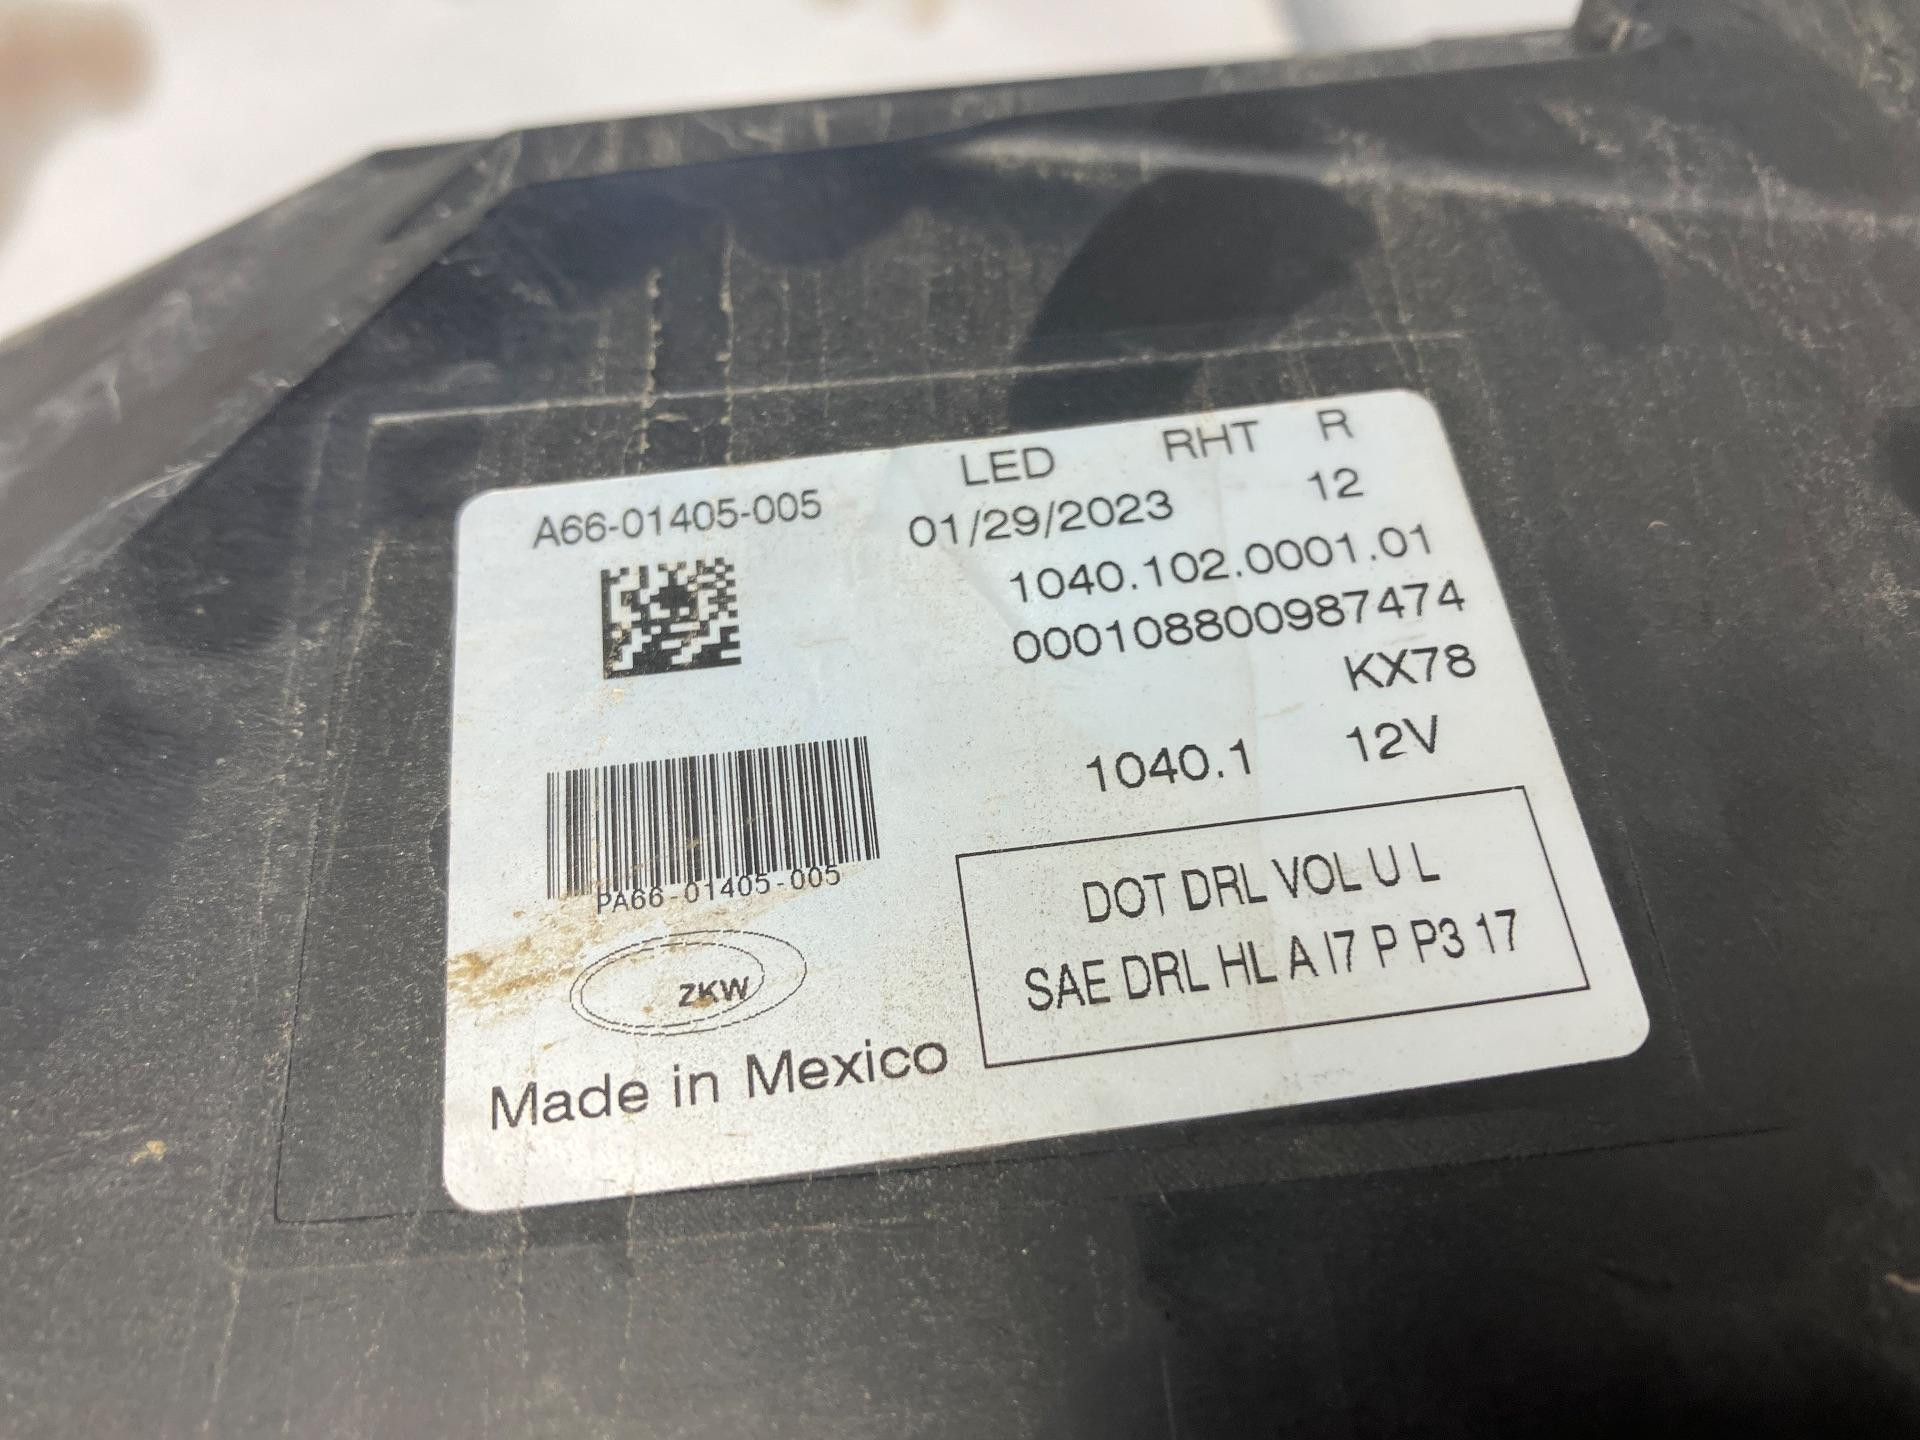 LED RHT R
A66-01405-005 01/29/2023 12
1040.102.0001.01
000108800987474
KX78
1040.1 12V
PA66-01405-005
DOT DRL VOL U L
SAE DRL HL A I7 P P3 17
ZKW
Made in Mexico